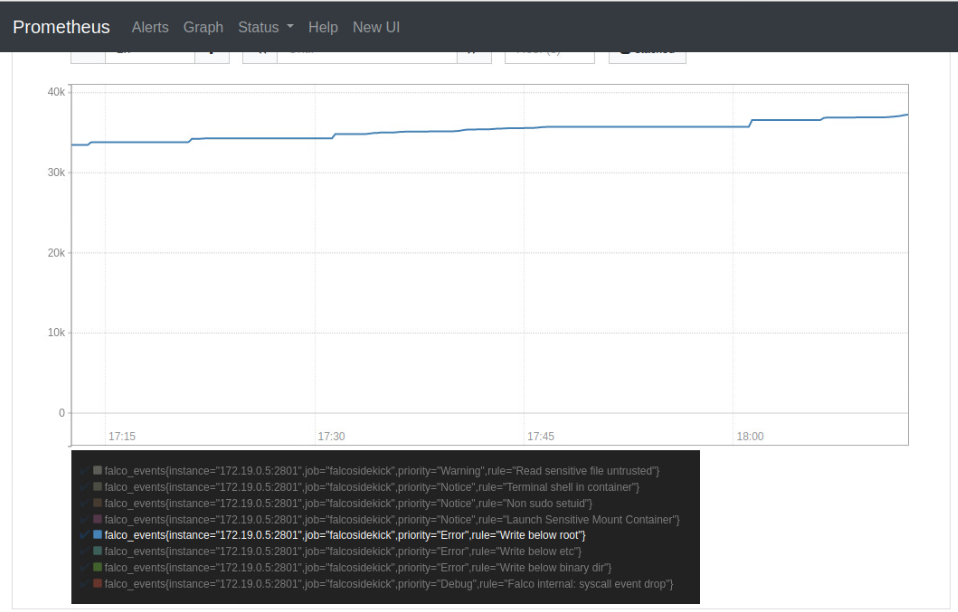 Prometheus Alerts Graph Status Help New UI
40k
30k
20k
10k
0
17:15 17:30 17:45 18:00
falco_events{instance="172.19.0.5:2801",job="falcosidekick",priority="Warning",rule="Read sensitive file untrusted"}
falco_events{instance="172.19.0.5:2801",job="falcosidekick",priority="Notice",rule="Terminal shell in container"}
falco_events{instance="172.19.0.5:2801",job="falcosidekick",priority="Notice",rule="Non sudo setuid"}
falco_events{instance="172.19.0.5:2801",job="falcosidekick",priority="Notice",rule="Launch Sensitive Mount Container"}
falco_events{instance="172.19.0.5:2801",job="falcosidekick",priority="Error",rule="Write below root"}
falco_events{instance="172.19.0.5:2801",job="falcosidekick",priority="Error",rule="Write below etc"}
falco_events{instance="172.19.0.5:2801",job="falcosidekick",priority="Error",rule="Write below binary dir"}
falco_events{instance="172.19.0.5:2801",job="falcosidekick",priority="Debug",rule="Falco internal: syscall event drop"}